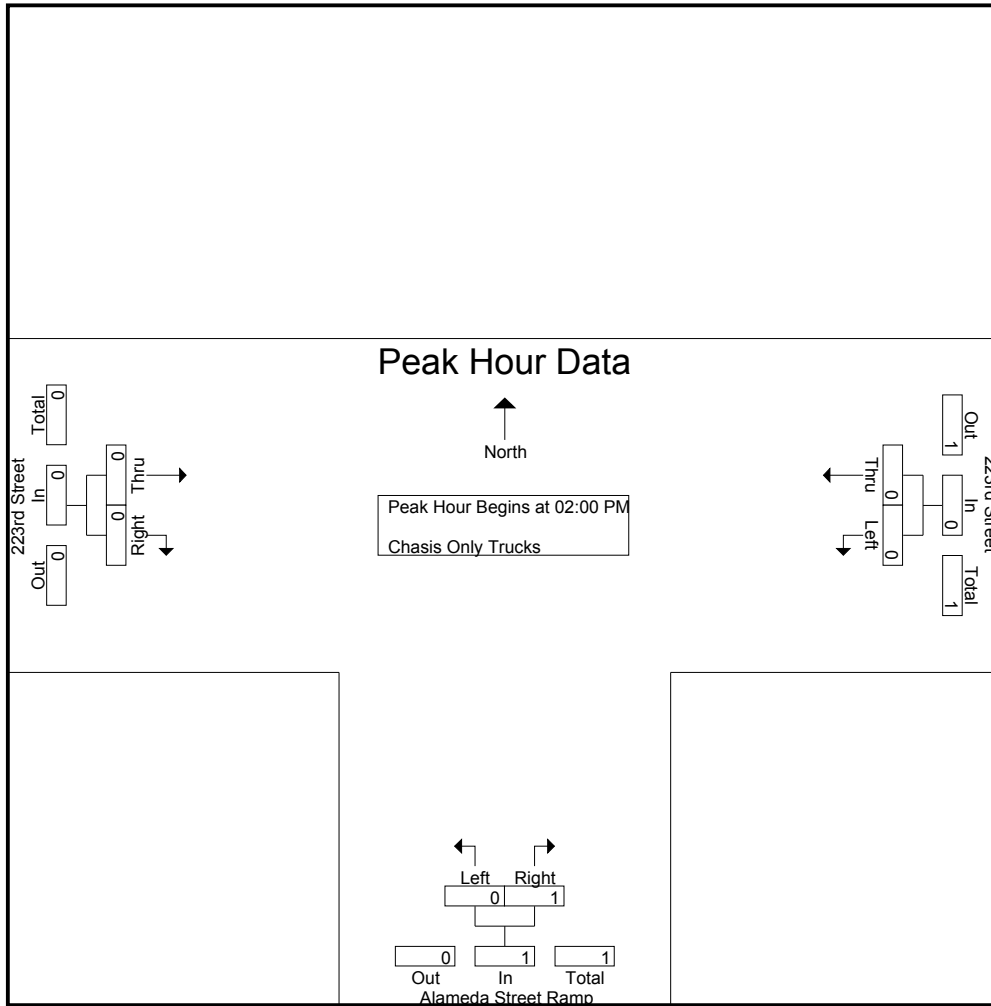 Peak Hour Data
North
Peak Hour Begins at 02:00 PM
Chasis Only Trucks
223rd Street
Total
0
In
0
Out
0
Thru
0
Right
0
Out
1
In
0
Total
1
223rd Street
Thru
0
Left
0
Left Right
0 1
0 1 1
Out In Total
Alameda Street Ramp